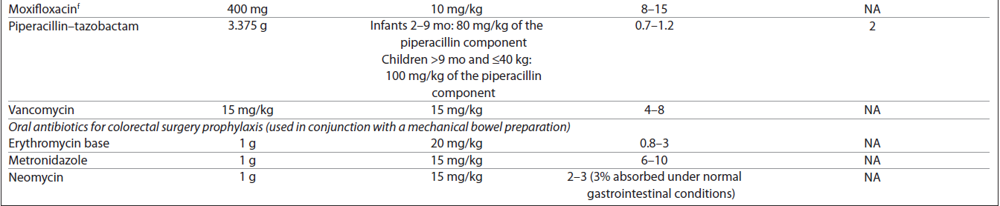 Moxifloxacinf 400 mg 10 mg/kg 8–15 NA
Piperacillin–tazobactam 3.375 g Infants 2–9 mo: 80 mg/kg of the 0.7–1.2 2
piperacillin component
Children >9 mo and ≤40 kg:
100 mg/kg of the piperacillin
component
Vancomycin 15 mg/kg 15 mg/kg 4–8 NA
Oral antibiotics for colorectal surgery prophylaxis (used in conjunction with a mechanical bowel preparation)
Erythromycin base 1 g 20 mg/kg 0.8–3 NA
Metronidazole 1 g 15 mg/kg 6–10 NA
Neomycin 1 g 15 mg/kg 2–3 (3% absorbed under normal NA
gastrointestinal conditions)